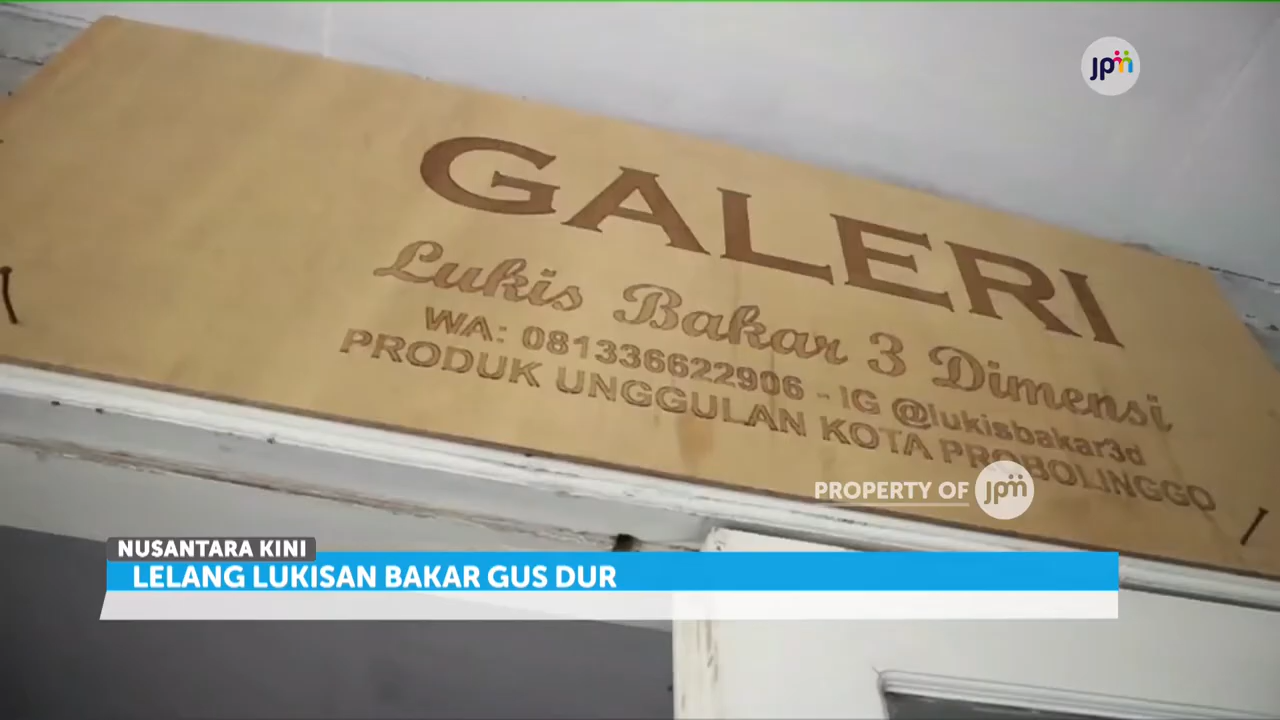 jpm
GALERI
Lukis Bakar 3 Dimensi
WA: 081336622906 - IG @lukisbakar3d
PRODUK UNGGULAN KOTA PROBOLINGGO
PROPERTY OF jpm
NUSANTARA KINI
LELANG LUKISAN BAKAR GUS DUR